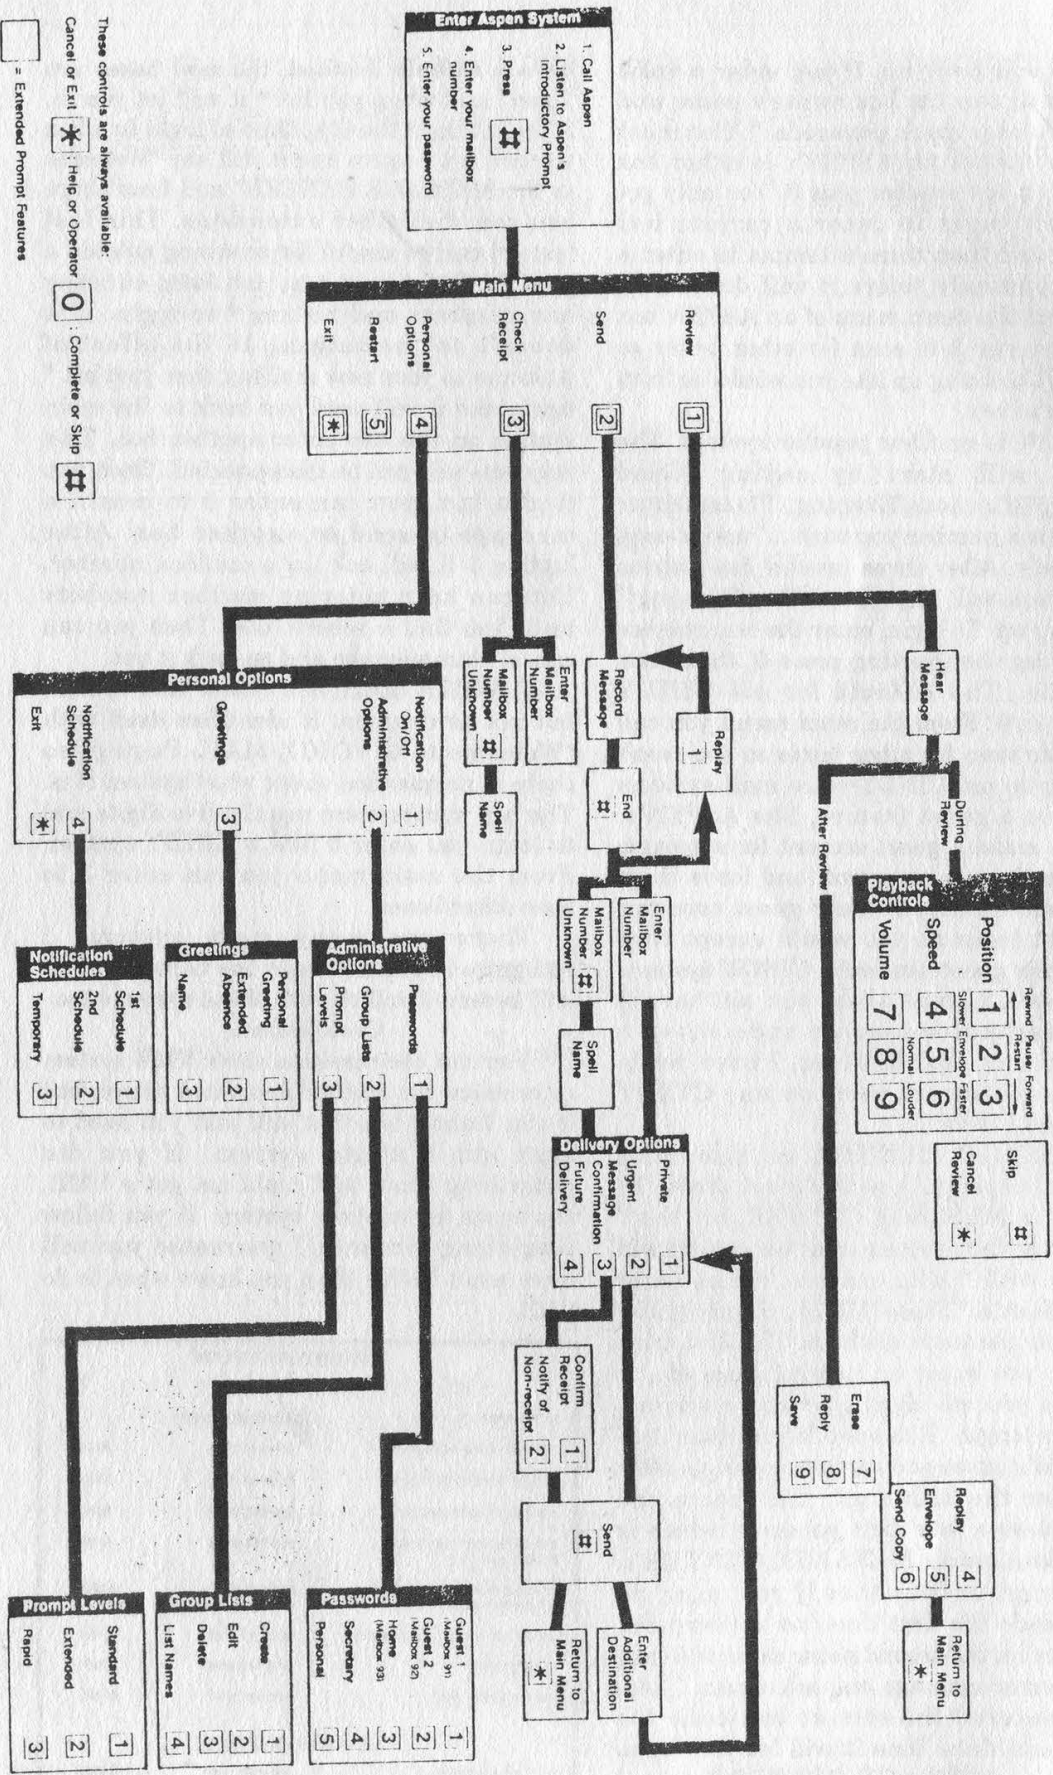 Enter Aspen System
1. Call Aspen
2. Listen to Aspen's
Introductory Prompt
3. Press #
4. Enter your mailbox
number
5. Enter your password
Main Menu
Review 1
Send 2
Check
Receipt 3
Personal
Options 4
Restart 5
Exit *
Hear
Message
During
Review
After Review
Playback
Controls
Rewind Pause/Restart Forward
Position 1 2 3
Slower Envelope Faster
Speed 4 5 6
Normal Louder
Volume 7 8 9
Skip #
Cancel
Review *
Erase 7
Reply 8
Save 9
Replay 4
Envelope 5
Send Copy 6
Return to
Main Menu
*
Replay
1
Record
Message
End
#
Enter
Mailbox
Number
Mailbox
Number #
Unknown
Spell
Name
Delivery Options
Private 1
Urgent 2
Message
Confirmation 3
Future
Delivery 4
Confirm
Receipt 1
Notify of
Non-receipt 2
Send
#
Enter
Additional
Destination
Return to
Main Menu
*
Enter
Mailbox
Number
Mailbox
Number #
Unknown
Spell
Name
Personal Options
Notification
On/Off 1
Administrative
Options 2
Greetings 3
Notification
Schedule 4
Exit *
Administrative
Options
Passwords 1
Group Lists 2
Prompt
Levels 3
Greetings
Personal
Greeting 1
Extended
Absence 2
Name 3
Notification
Schedules
1st
Schedule 1
2nd
Schedule 2
Temporary 3
Passwords
Guest 1
(Mailbox 91) 1
Guest 2
(Mailbox 92) 2
Home
(Mailbox 93) 3
Secretary 4
Personal 5
Group Lists
Create 1
Edit 2
Delete 3
List Names 4
Prompt Levels
Standard 1
Extended 2
Rapid 3
These controls are always available:
Cancel or Exit * ; Help or Operator 0 ; Complete or Skip #
= Extended Prompt Features